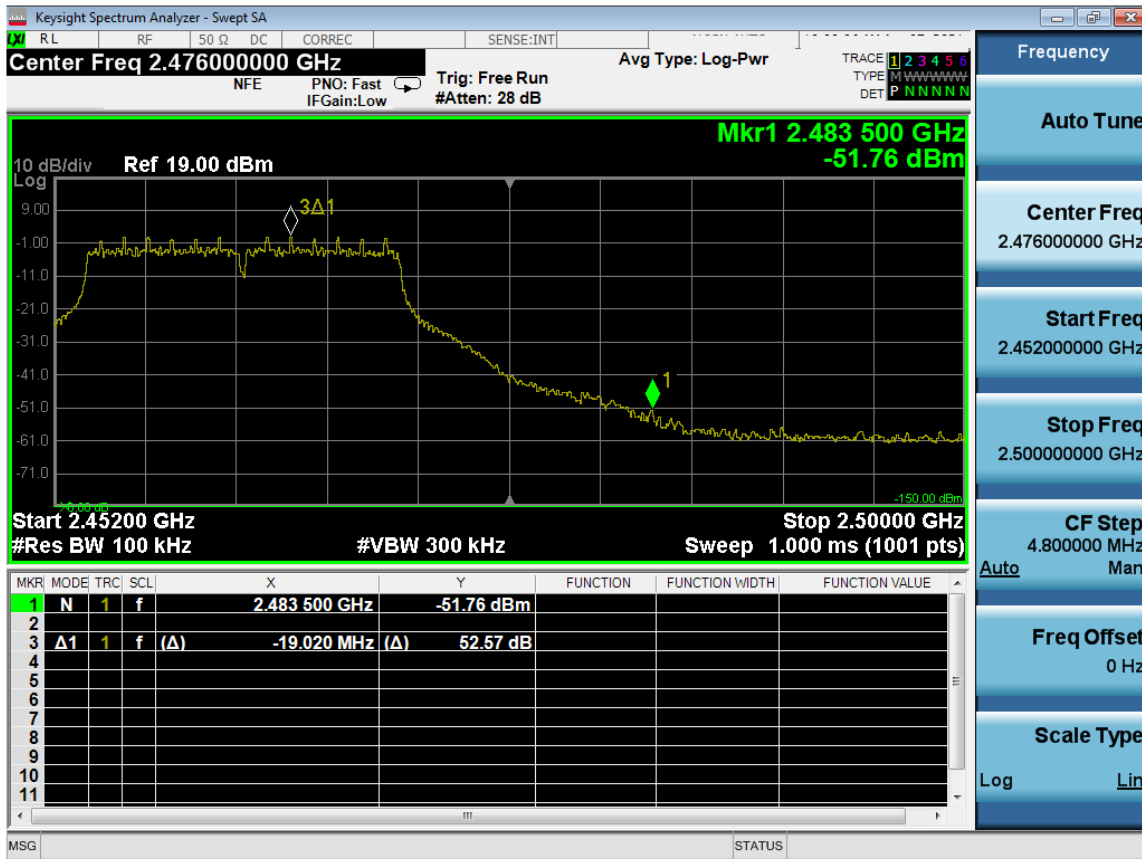 Keysight Spectrum Analyzer - Swept SA
LXI RL RF 50 Ω DC CORREC SENSE:INT
Center Freq 2.476000000 GHz
NFE PNO: Fast IFGain:Low
Trig: Free Run
#Atten: 28 dB
Avg Type: Log-Pwr
TRACE 1 2 3 4 5 6
TYPE M WWWWW
DET P N N N N N
Mkr1 2.483 500 GHz
-51.76 dBm
10 dB/div Ref 19.00 dBm
Log
9.00
-1.00
-11.0
-21.0
-31.0
-41.0
-51.0
-61.0
-71.0
3Δ1
1
-150.00 dBm
Start 2.45200 GHz Stop 2.50000 GHz
#Res BW 100 kHz #VBW 300 kHz Sweep 1.000 ms (1001 pts)
MKR MODE TRC SCL X Y FUNCTION FUNCTION WIDTH FUNCTION VALUE
1 N 1 f 2.483 500 GHz -51.76 dBm
2
3 Δ1 1 f (Δ) -19.020 MHz (Δ) 52.57 dB
4
5
6
7
8
9
10
11
MSG STATUS
Frequency
Auto Tune
Center Freq
2.476000000 GHz
Start Freq
2.452000000 GHz
Stop Freq
2.500000000 GHz
CF Step
4.800000 MHz
Auto Man
Freq Offset
0 Hz
Scale Type
Log Lin